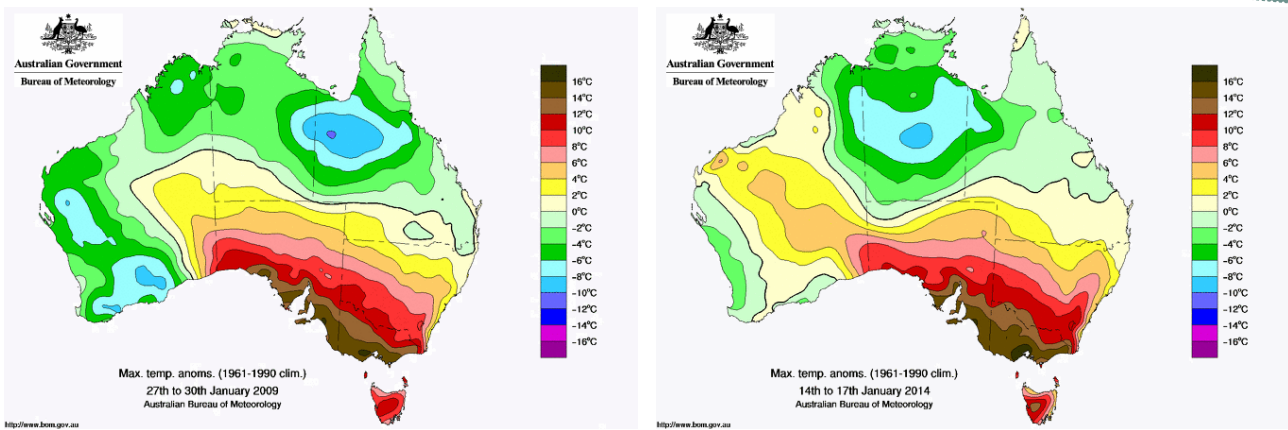 Australian Government
Bureau of Meteorology
16°C
14°C
12°C
10°C
8°C
6°C
4°C
2°C
0°C
-2°C
-4°C
-6°C
-8°C
-10°C
-12°C
-14°C
-16°C
Max. temp. anoms. (1961-1990 clim.)
27th to 30th January 2009
Australian Bureau of Meteorology
http://www.bom.gov.au
Australian Government
Bureau of Meteorology
16°C
14°C
12°C
10°C
8°C
6°C
4°C
2°C
0°C
-2°C
-4°C
-6°C
-8°C
-10°C
-12°C
-14°C
-16°C
Max. temp. anoms. (1961-1990 clim.)
14th to 17th January 2014
Australian Bureau of Meteorology
http://www.bom.gov.au